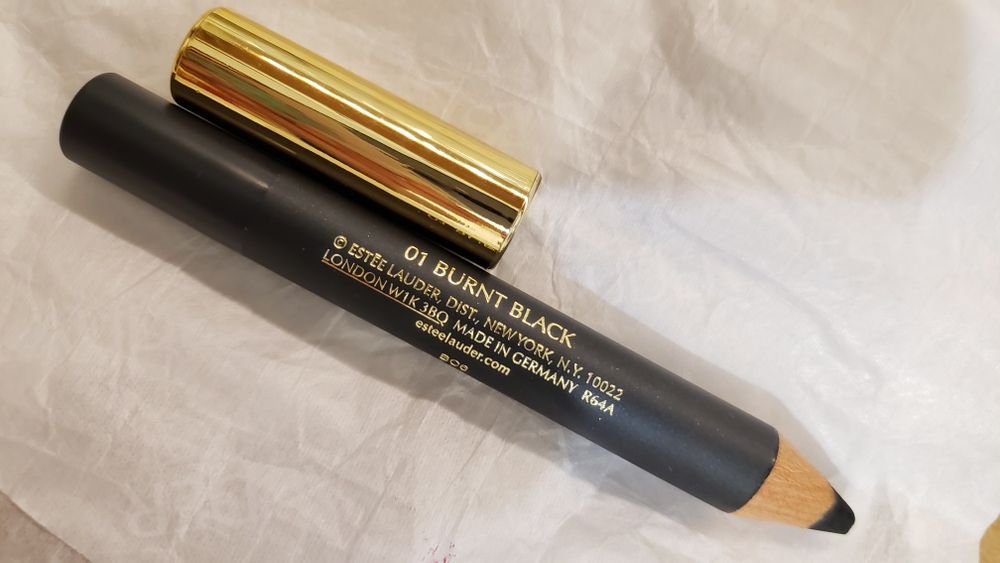 01 BURNT BLACK
© ESTĒE LAUDER, DIST., NEW YORK, N.Y. 10022
LONDON W1K 3BQ MADE IN GERMANY R64A
esteelauder.com